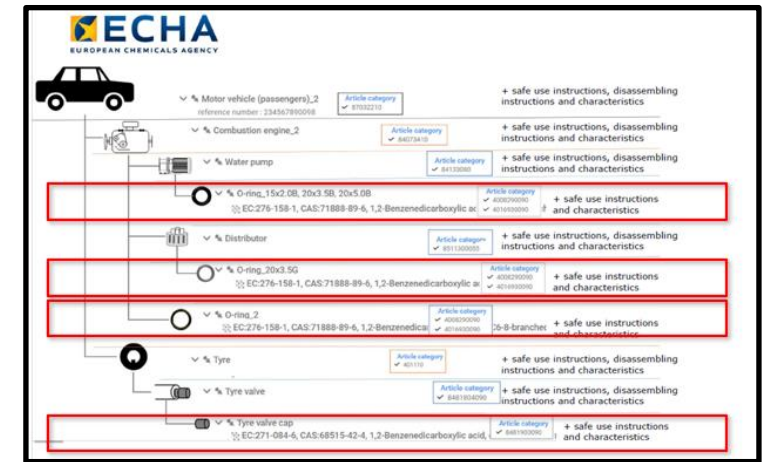 ECHA
EUROPEAN CHEMICALS AGENCY
Motor vehicle (passengers)_2
reference number : 234567890098
Article category
87032210
+ safe use instructions, disassembling
instructions and characteristics
Combustion engine_2
Article category
84073410
+ safe use instructions, disassembling
instructions and characteristics
Water pump
Article category
84133080
+ safe use instructions, disassembling
instructions and characteristics
O-ring_15x2.0B, 20x3.5B, 20x5.0B
EC:276-158-1, CAS:71888-89-6, 1,2-Benzenedicarboxylic
Article category
4008290090
4016930090
+ safe use instructions
and characteristics
Distributor
Article category
8511300055
+ safe use instructions, disassembling
instructions and characteristics
O-ring_20x3.5G
EC:276-158-1, CAS:71888-89-6, 1,2-Benzenedicarboxylic
Article category
4008290090
4016930090
+ safe use instructions
and characteristics
O-ring_2
EC:276-158-1, CAS:71888-89-6, 1,2-Benzenedica
Article category
4008290090
4016930090
C6-8-branched
+ safe use instructions
and characteristics
Tyre
Article category
401110
+ safe use instructions, disassembling
instructions and characteristics
Tyre valve
Article category
8481804090
+ safe use instructions, disassembling
instructions and characteristics
Tyre valve cap
EC:271-084-6, CAS:68515-42-4, 1,2-Benzenedicarboxylic acid,
Article category
8481903090
+ safe use instructions
and characteristics